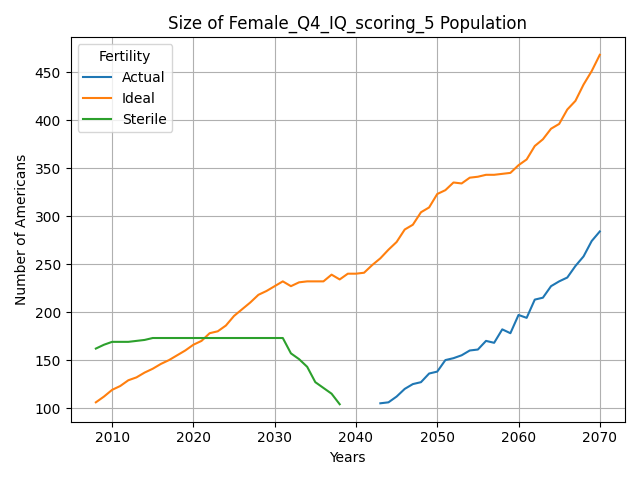 Size of Female_Q4_IQ_scoring_5 Population
Fertility
Actual
Ideal
Sterile
Number of Americans
450
400
350
300
250
200
150
100
2010
2020
2030
2040
2050
2060
2070
Years